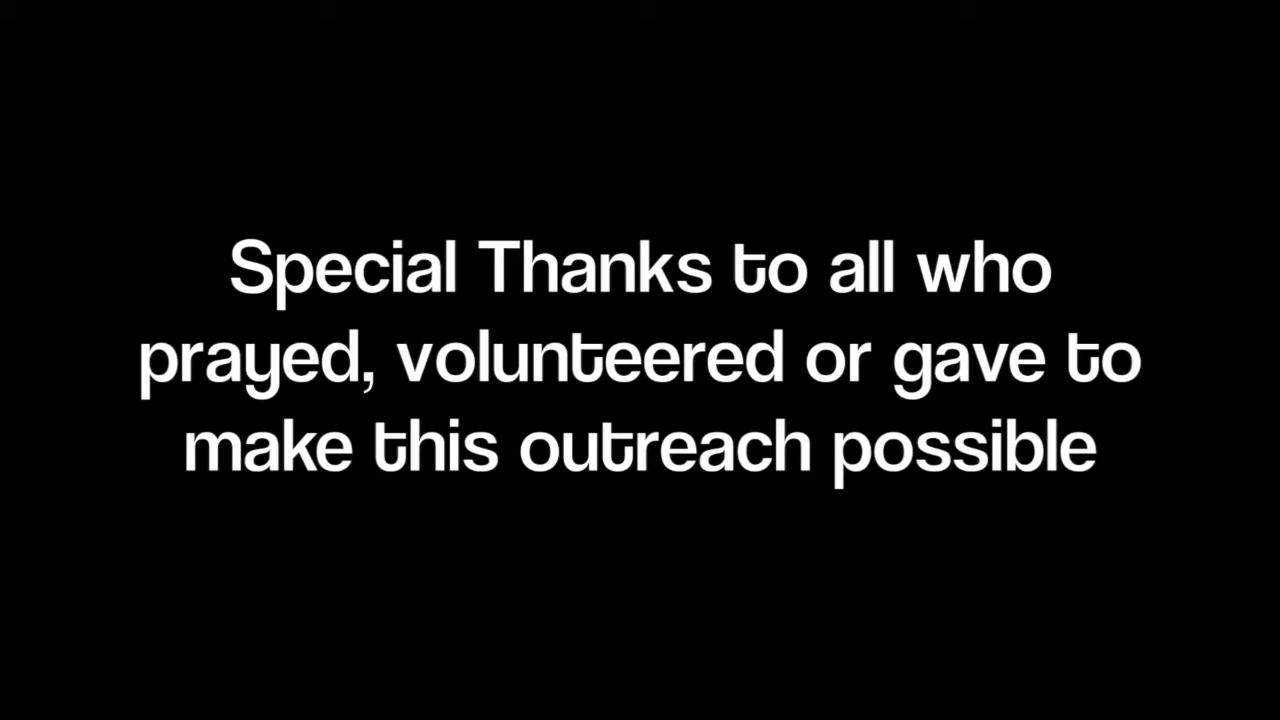 Special Thanks to all who
prayed, volunteered or gave to
make this outreach possible